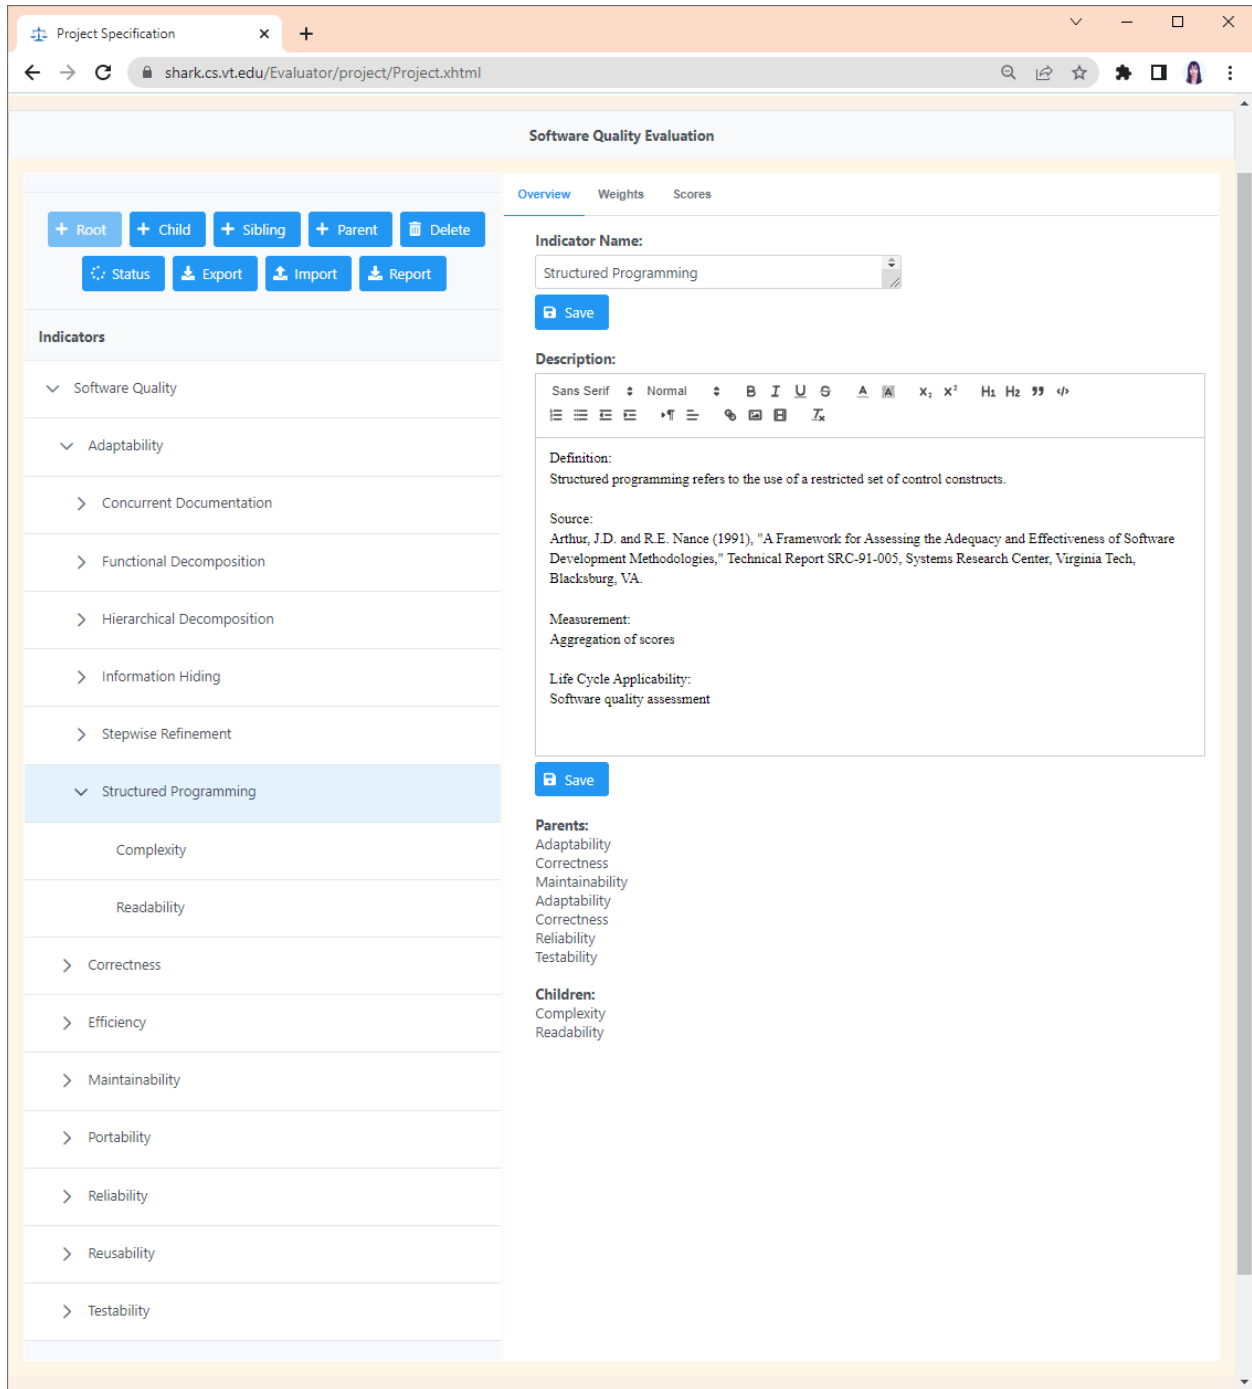 Project Specification
shark.cs.vt.edu/Evaluator/project/Project.xhtml
Software Quality Evaluation
Root
Child
Sibling
Parent
Delete
Status
Export
Import
Report
Indicators
Software Quality
Adaptability
Concurrent Documentation
Functional Decomposition
Hierarchical Decomposition
Information Hiding
Stepwise Refinement
Structured Programming
Complexity
Readability
Correctness
Efficiency
Maintainability
Portability
Reliability
Reusability
Testability
Overview Weights Scores
Indicator Name:
Structured Programming
Save
Description:
Sans Serif Normal B I U S A A X₂ X² H₁ H₂
Definition:
Structured programming refers to the use of a restricted set of control constructs.
Source:
Arthur, J.D. and R.E. Nance (1991), "A Framework for Assessing the Adequacy and Effectiveness of Software
Development Methodologies," Technical Report SRC-91-005, Systems Research Center, Virginia Tech,
Blacksburg, VA.
Measurement:
Aggregation of scores
Life Cycle Applicability:
Software quality assessment
Save
Parents:
Adaptability
Correctness
Maintainability
Adaptability
Correctness
Reliability
Testability
Children:
Complexity
Readability